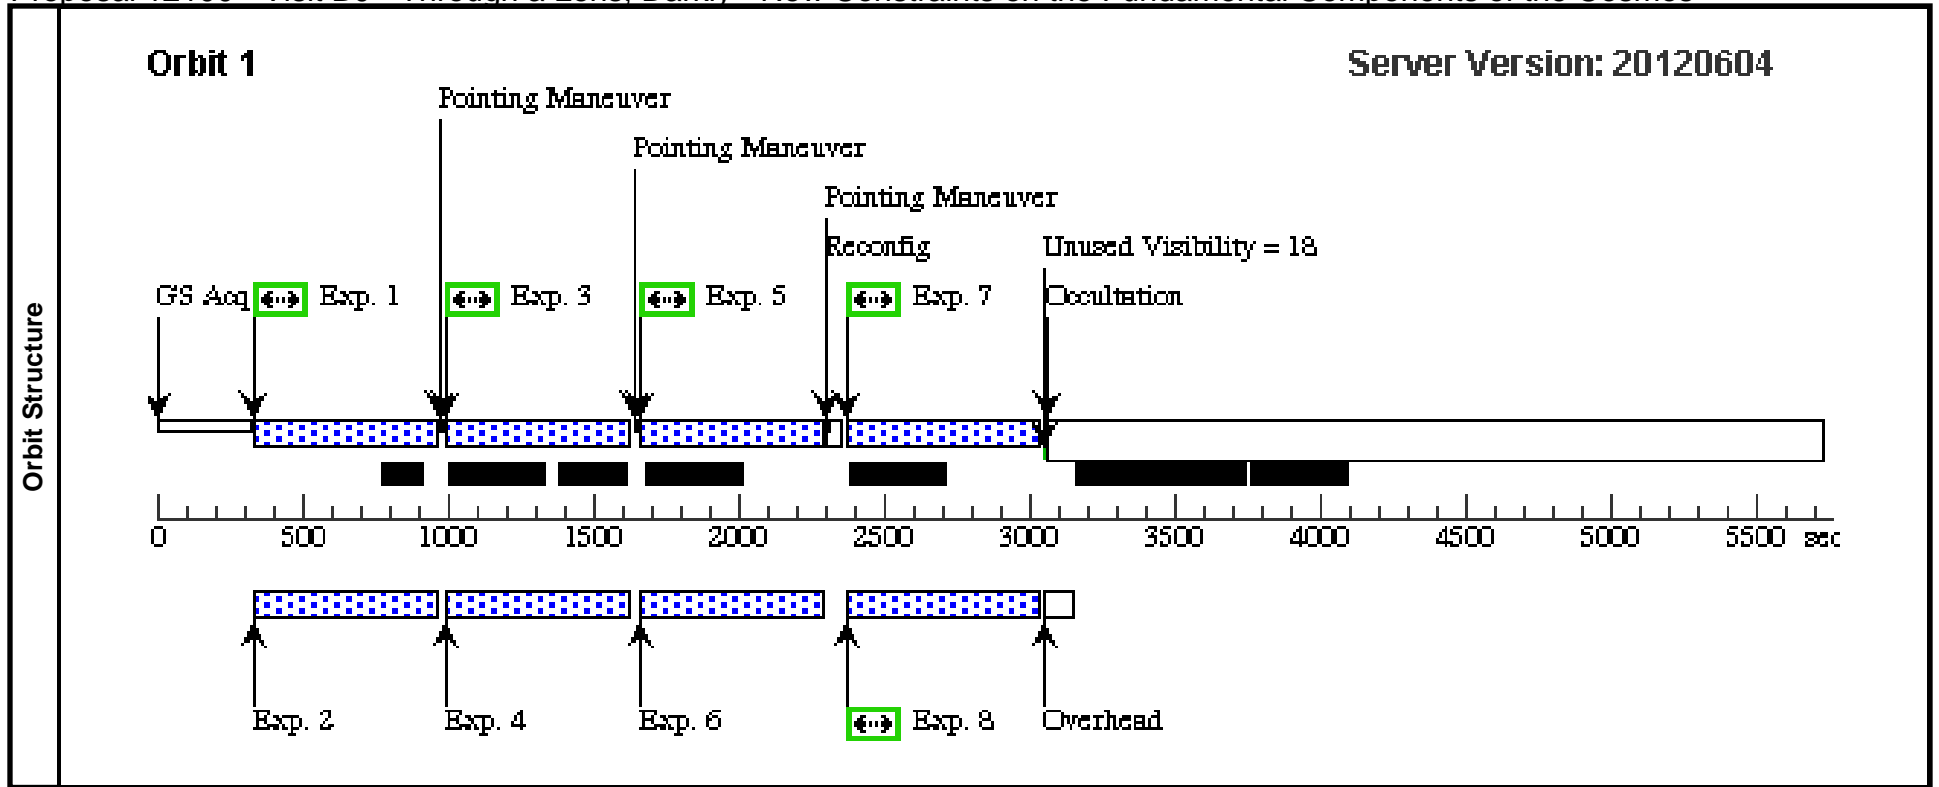 Orbit 1
Server Version: 20120604
Pointing Maneuver
Pointing Maneuver
Pointing Maneuver
Reconfig
Unused Visibility = 18
GS Acq
Exp. 1
Exp. 3
Exp. 5
Exp. 7
Occultation
Orbit Structure
0 500 1000 1500 2000 2500 3000 3500 4000 4500 5000 5500 sec
Exp. 2
Exp. 4
Exp. 6
Exp. 8
Overhead